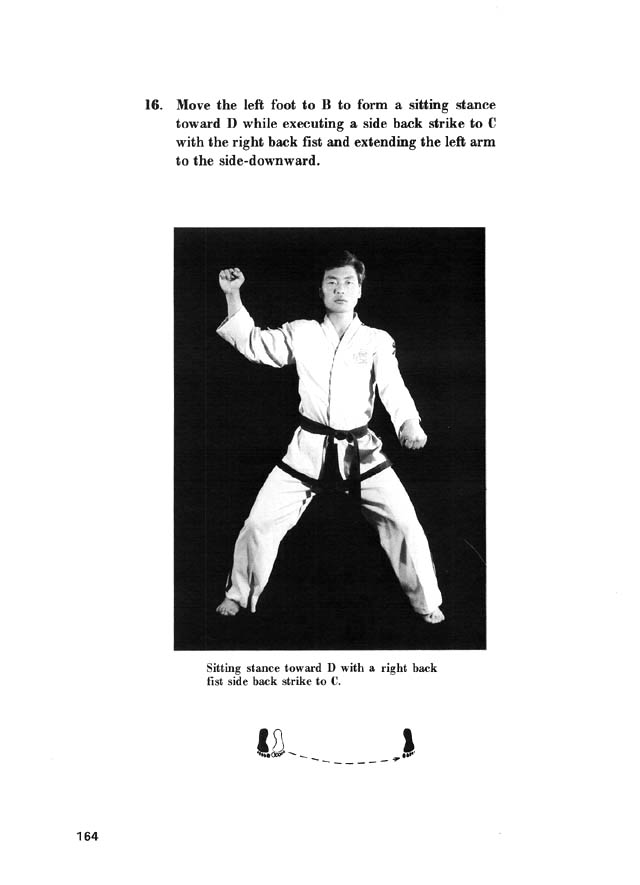 16. Move the left foot to B to form a sitting stance
toward D while executing a side back strike to C
with the right back fist and extending the left arm
to the side-downward.
Sitting stance toward D with a right back
fist side back strike to C.
164